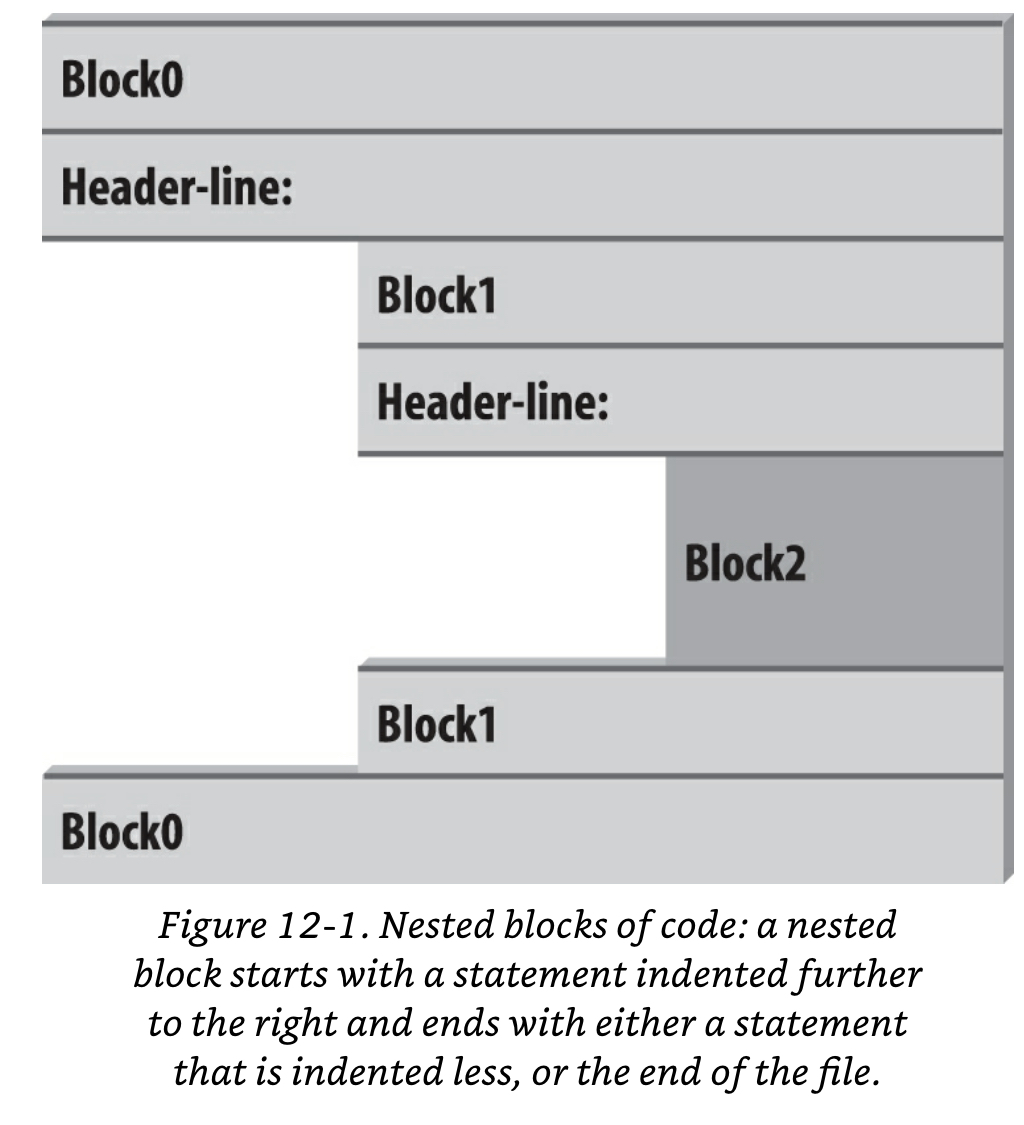 Block0
Header-line:
Block1
Header-line:
Block2
Block1
Block0
Figure 12-1. Nested blocks of code: a nested
block starts with a statement indented further
to the right and ends with either a statement
that is indented less, or the end of the file.